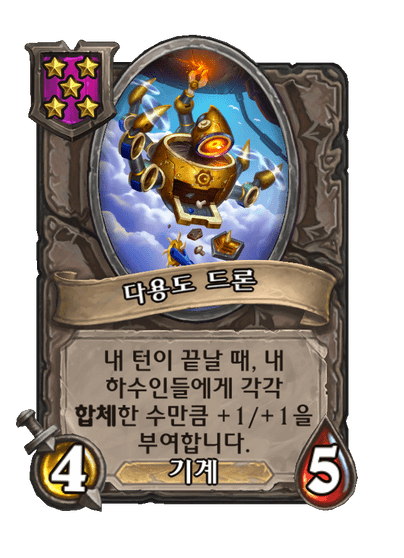 다용도 드론
내 턴이 끝날 때, 내
하수인들에게 각각
합체한 수만큼 +1/+1을
부여합니다.
4
기계
5